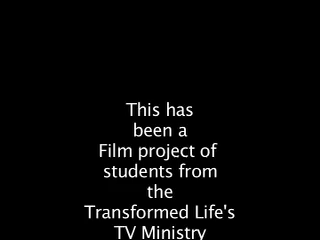 This has
been a
Film project of
students from
the
Transformed Life's
TV Ministry